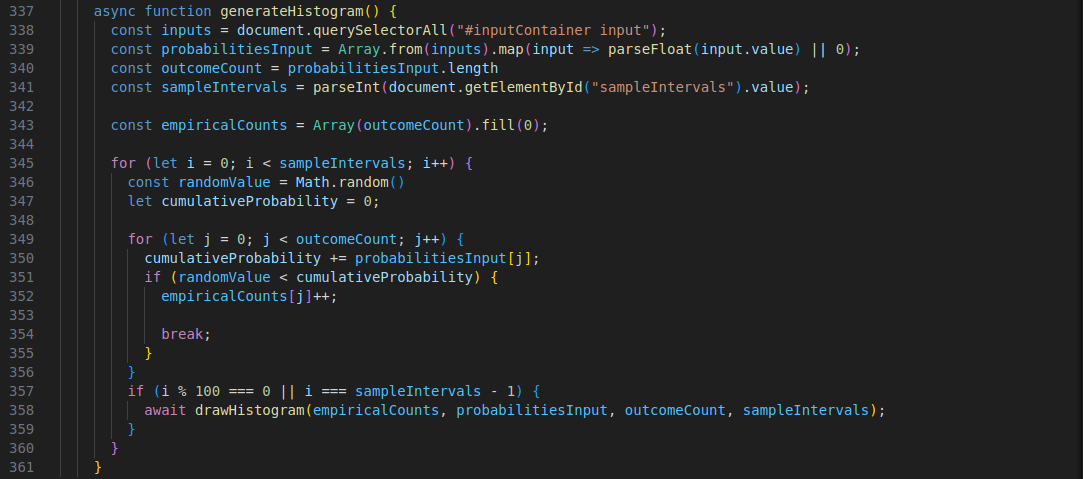 337 async function generateHistogram() {
338 const inputs = document.querySelectorAll("#inputContainer input");
339 const probabilitiesInput = Array.from(inputs).map(input => parseFloat(input.value) || 0);
340 const outcomeCount = probabilitiesInput.length
341 const sampleIntervals = parseInt(document.getElementById("sampleIntervals").value);
342
343 const empiricalCounts = Array(outcomeCount).fill(0);
344
345 for (let i = 0; i < sampleIntervals; i++) {
346 const randomValue = Math.random()
347 let cumulativeProbability = 0;
348
349 for (let j = 0; j < outcomeCount; j++) {
350 cumulativeProbability += probabilitiesInput[j];
351 if (randomValue < cumulativeProbability) {
352 empiricalCounts[j]++;
353
354 break;
355 }
356 }
357 if (i % 100 === 0 || i === sampleIntervals - 1) {
358 await drawHistogram(empiricalCounts, probabilitiesInput, outcomeCount, sampleIntervals);
359 }
360 }
361 }